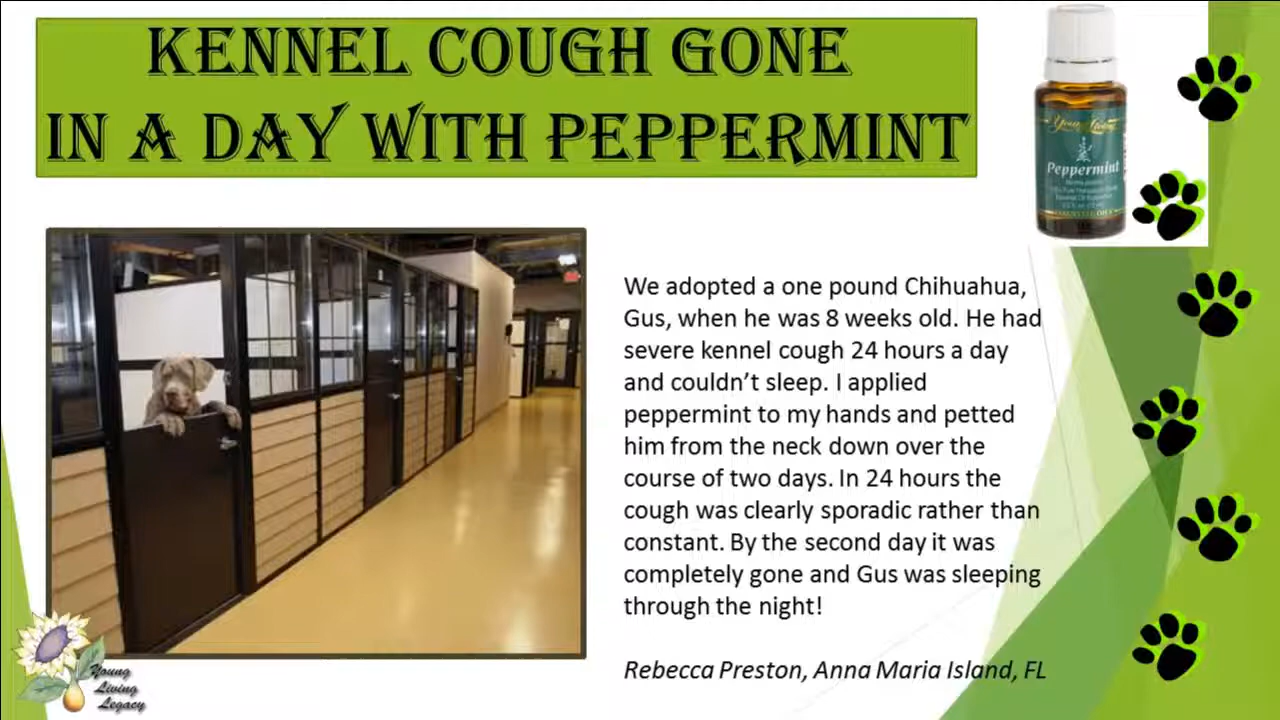 KENNEL COUGH GONE
IN A DAY WITH PEPPERMINT
Young Living
Peppermint
ESSENTIAL OILS
We adopted a one pound Chihuahua,
Gus, when he was 8 weeks old. He had
severe kennel cough 24 hours a day
and couldn't sleep. I applied
peppermint to my hands and petted
him from the neck down over the
course of two days. In 24 hours the
cough was clearly sporadic rather than
constant. By the second day it was
completely gone and Gus was sleeping
through the night!
Rebecca Preston, Anna Maria Island, FL
Young
Living
Legacy